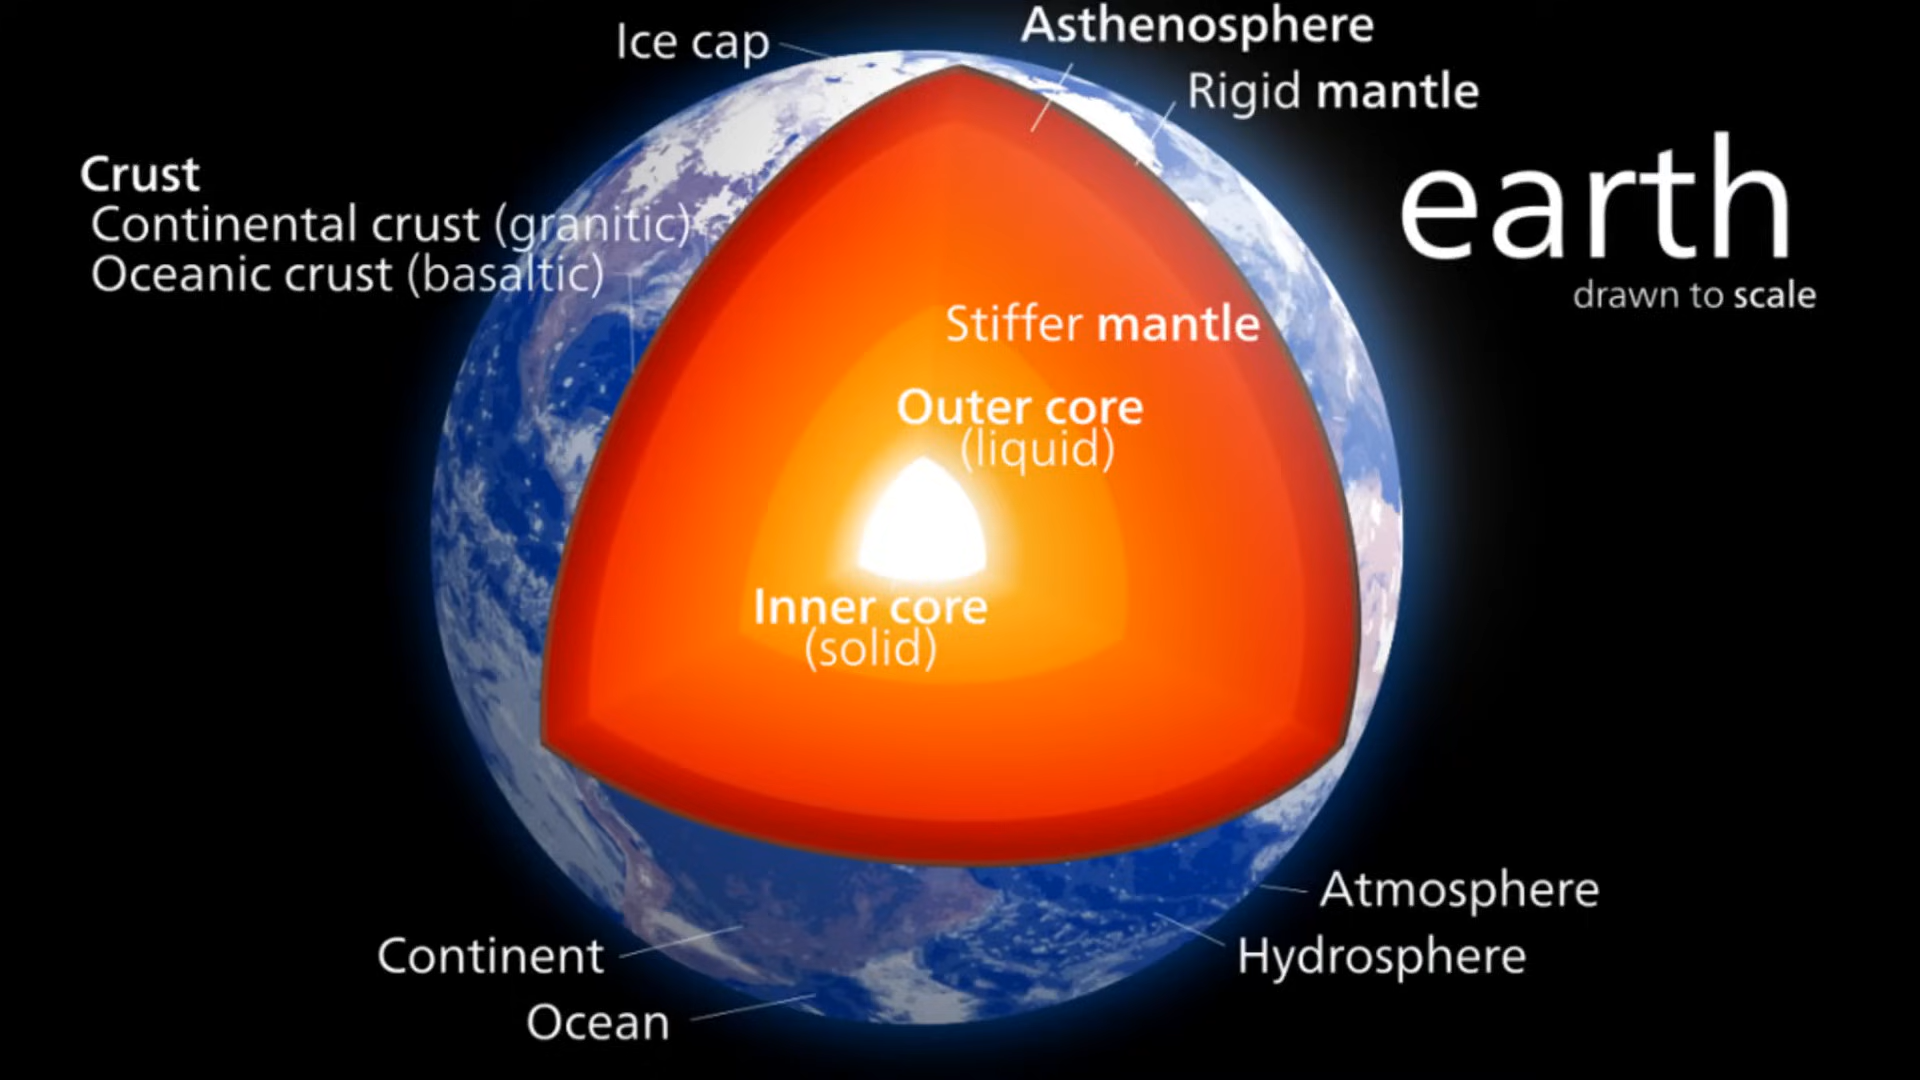 Ice cap
Asthenosphere
Rigid mantle
Crust
Continental crust (granitic)
Oceanic crust (basaltic)
earth
drawn to scale
Stiffer mantle
Outer core
(liquid)
Inner core
(solid)
Atmosphere
Hydrosphere
Continent
Ocean